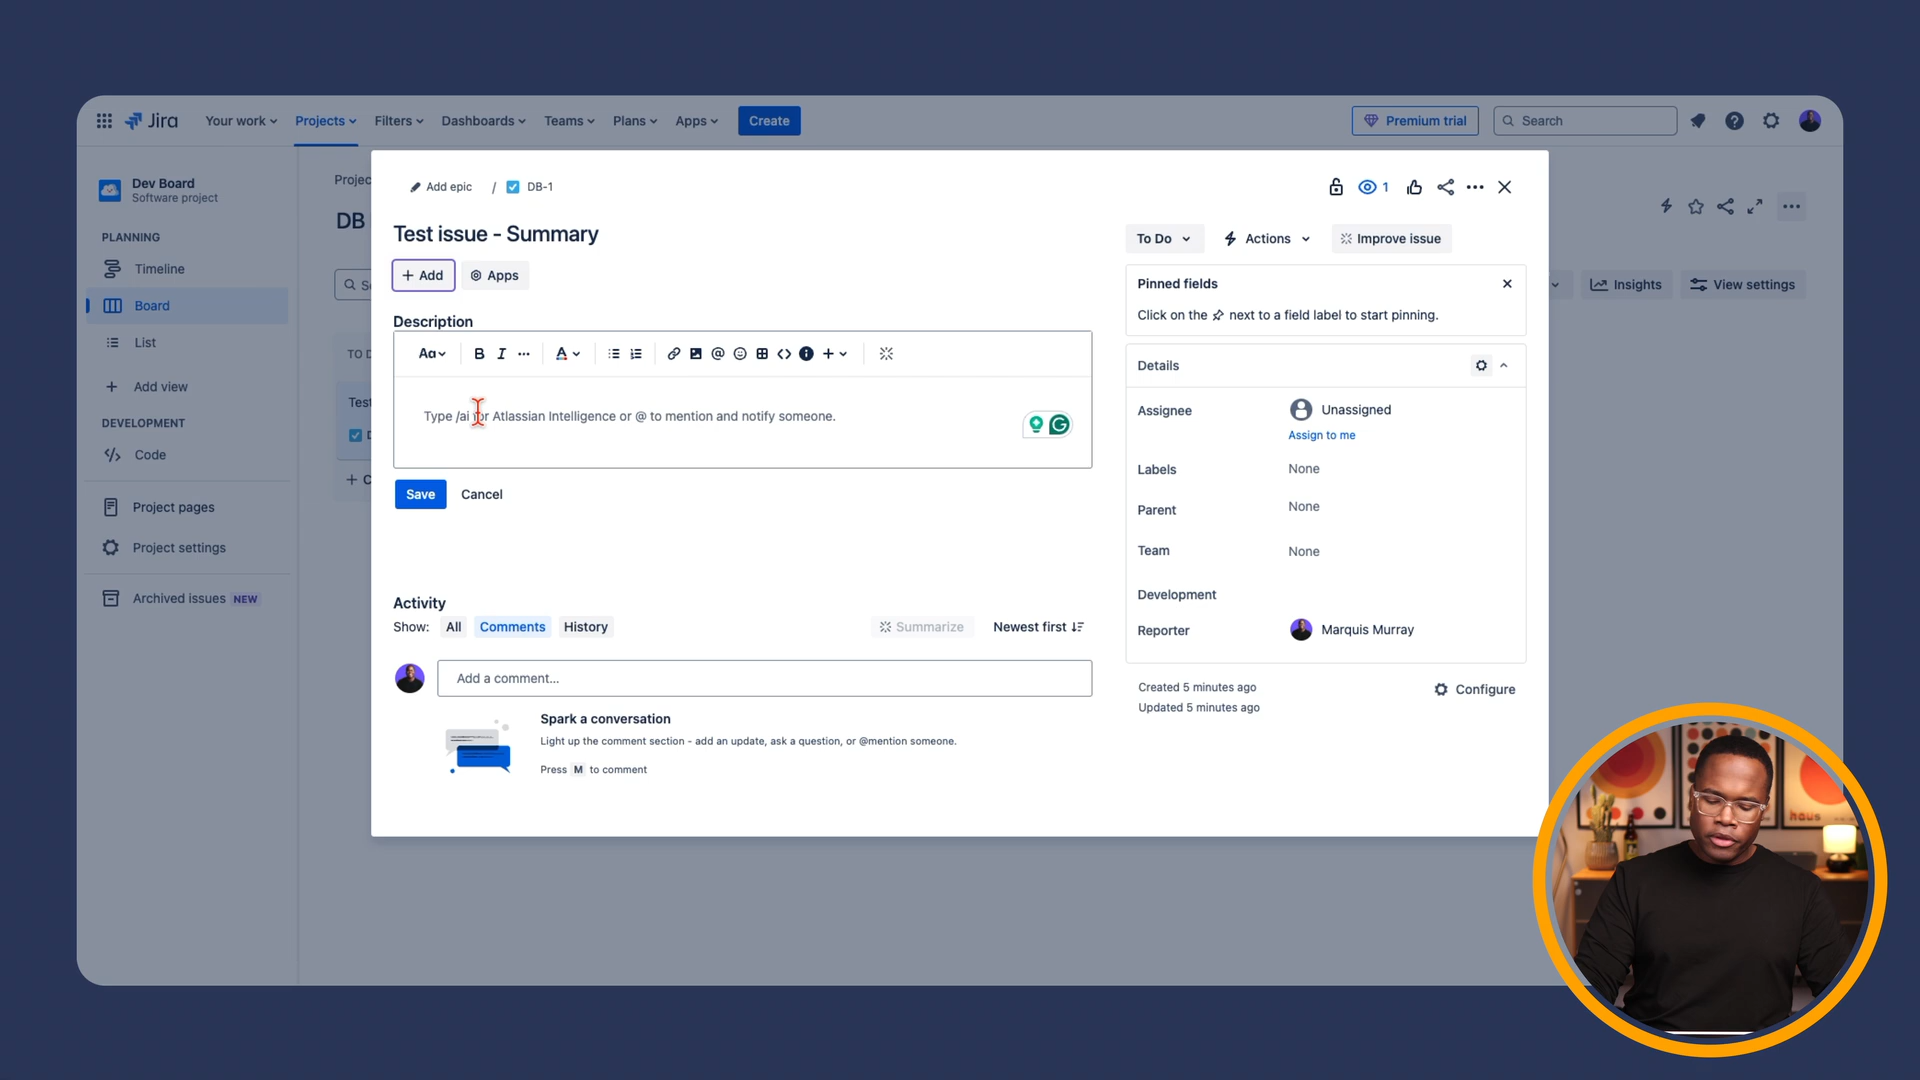 Jira
Your work
Projects
Filters
Dashboards
Teams
Plans
Apps
Create
Premium trial
Search
Dev Board
Software project
PLANNING
Timeline
Board
List
Add view
DEVELOPMENT
Code
Project pages
Project settings
Archived issues NEW
Projec
DB
TO D
Test
Insights
View settings
Add epic / DB-1
1
Test issue - Summary
+ Add
Apps
Description
Aa
B I ... A
Type /ai for Atlassian Intelligence or @ to mention and notify someone.
Save
Cancel
Activity
Show: All Comments History
Summarize
Newest first
Add a comment...
Spark a conversation
Light up the comment section - add an update, ask a question, or @mention someone.
Press M to comment
To Do
Actions
Improve issue
Pinned fields
Click on the next to a field label to start pinning.
Details
Assignee
Unassigned
Assign to me
Labels
None
Parent
None
Team
None
Development
Reporter
Marquis Murray
Created 5 minutes ago
Updated 5 minutes ago
Configure
haus